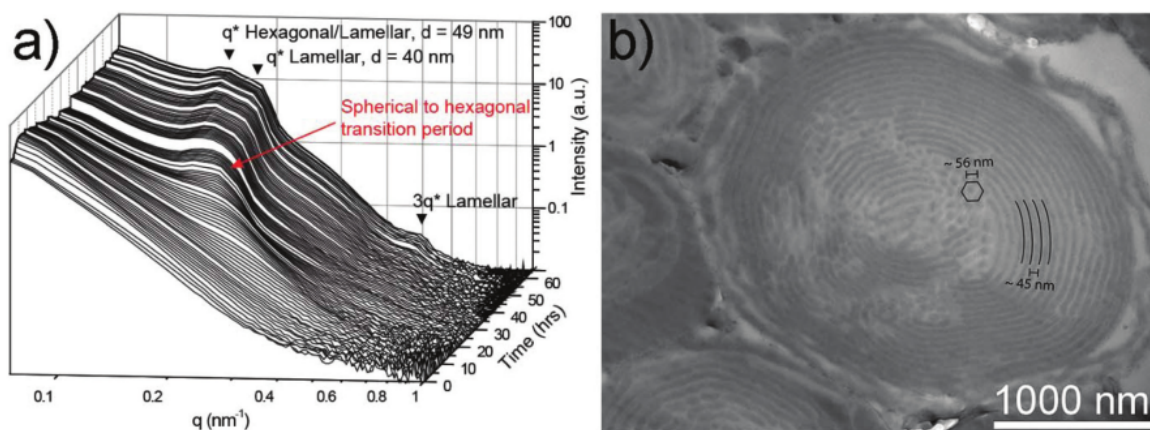 a)
q* Hexagonal/Lamellar, d = 49 nm
q* Lamellar, d = 40 nm
Spherical to hexagonal
transition period
3q* Lamellar
100
10
1
0.1
Intensity (a.u.)
60
50
40
30
20
10
0
Time (hrs)
0.1 0.2 0.4 0.6 0.8 1
q (nm⁻¹)
b)
~ 56 nm
~ 45 nm
1000 nm